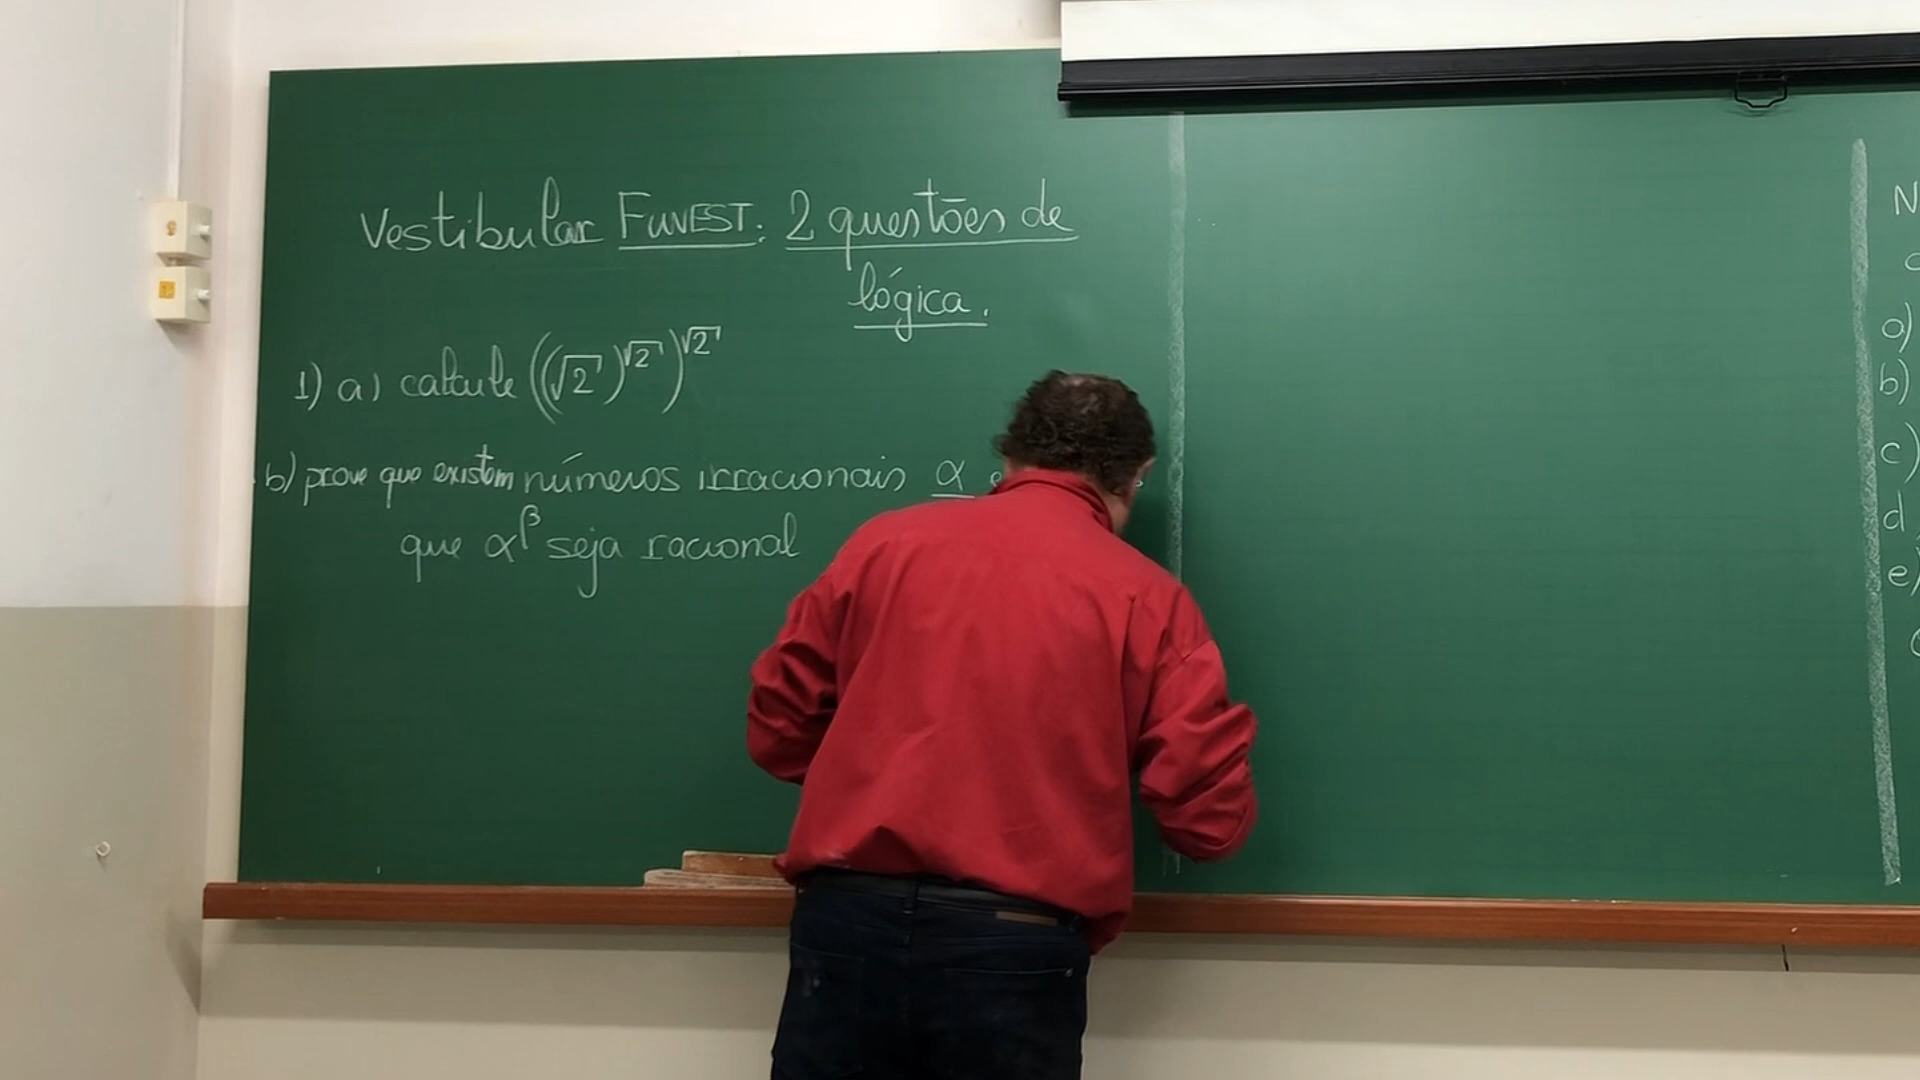 Vestibular FUVEST: 2 questões de
lógica.
1) a) calcule ((√2)^√2)^√2
b) prove que existem números irracionais α e
que α^β seja racional
N
a)
b)
c)
d
e)